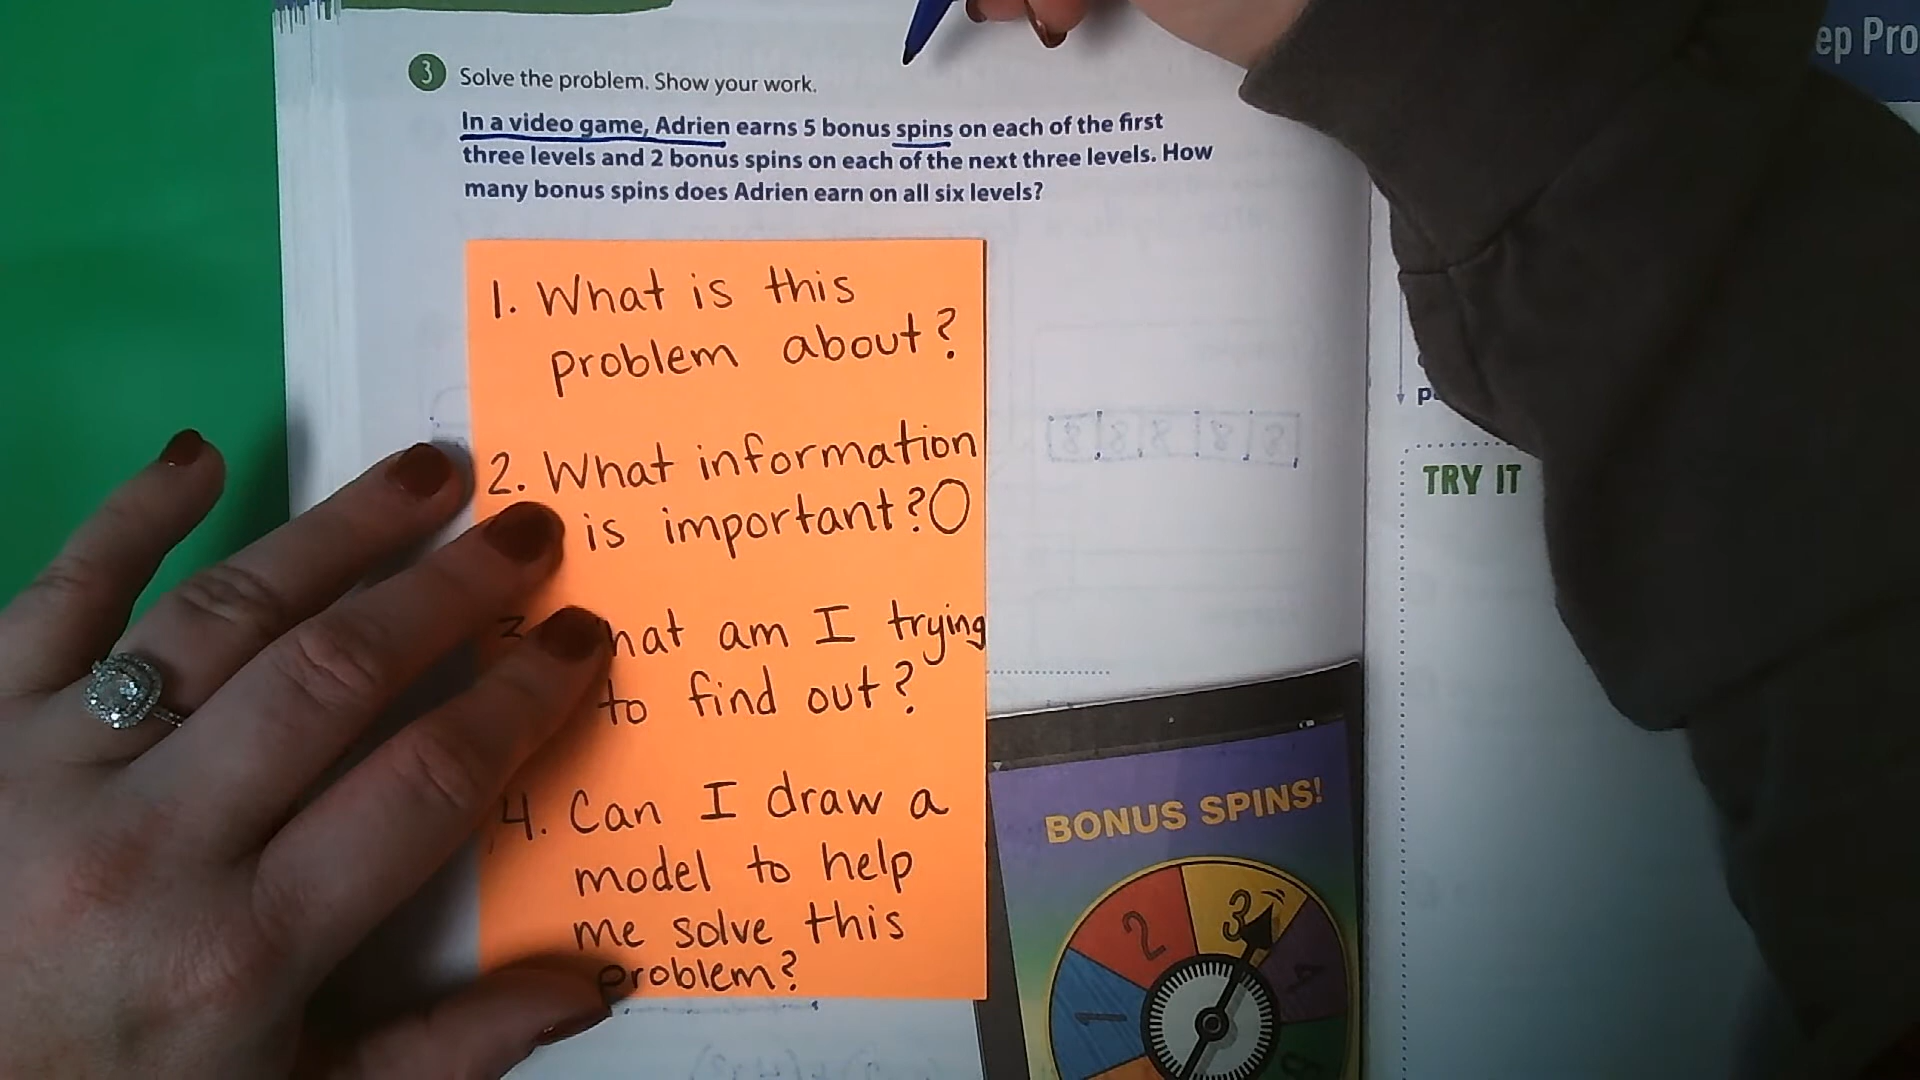 ep Pro
3 Solve the problem. Show your work.
In a video game, Adrien earns 5 bonus spins on each of the first
three levels and 2 bonus spins on each of the next three levels. How
many bonus spins does Adrien earn on all six levels?
1. What is this
problem about?
2. What information
is important?
3. hat am I trying
to find out?
4. Can I draw a
model to help
me solve this
problem?
TRY IT
BONUS SPINS!
1
2
3
4